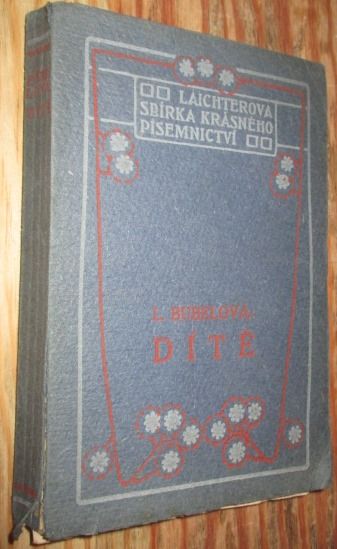 LAICHTEROVA
SBÍRKA KRÁSNÉHO
PÍSEMNICTVÍ
L. BUBELOVÁ:
DÍTĚ